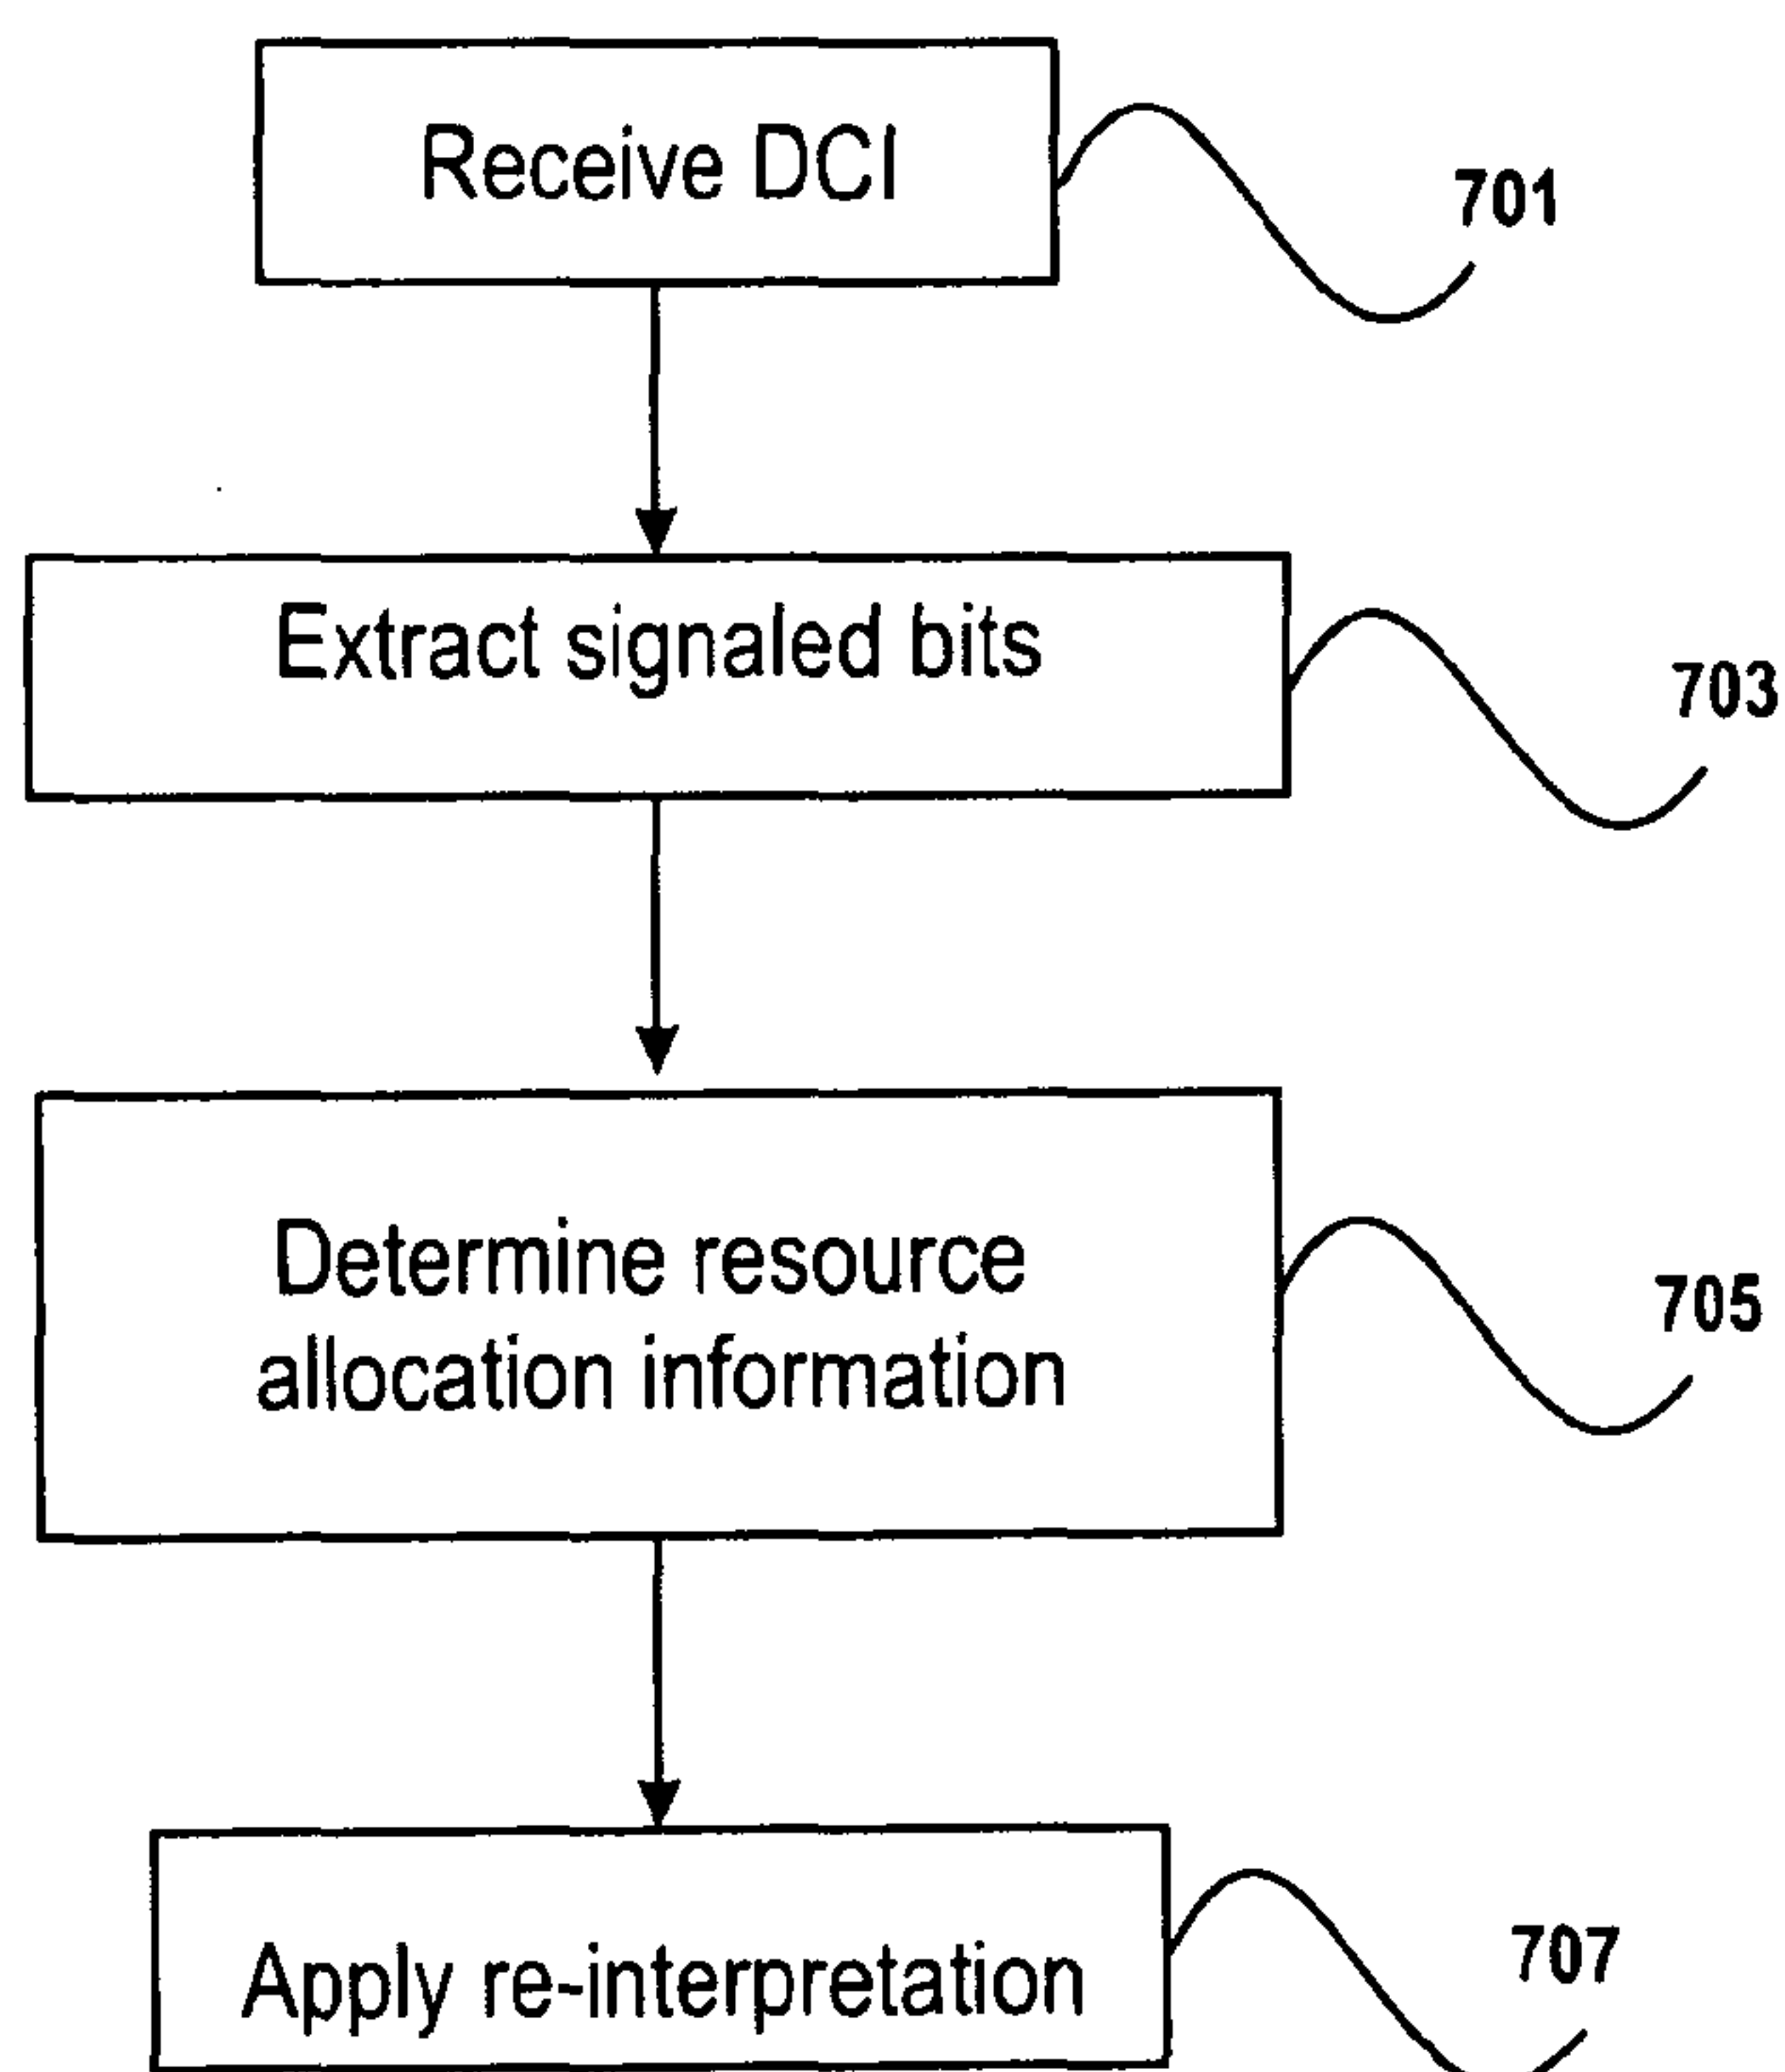 Receive DCI
701
Extract signaled bits
703
Determine resource
allocation information
705
Apply re-interpretation
707